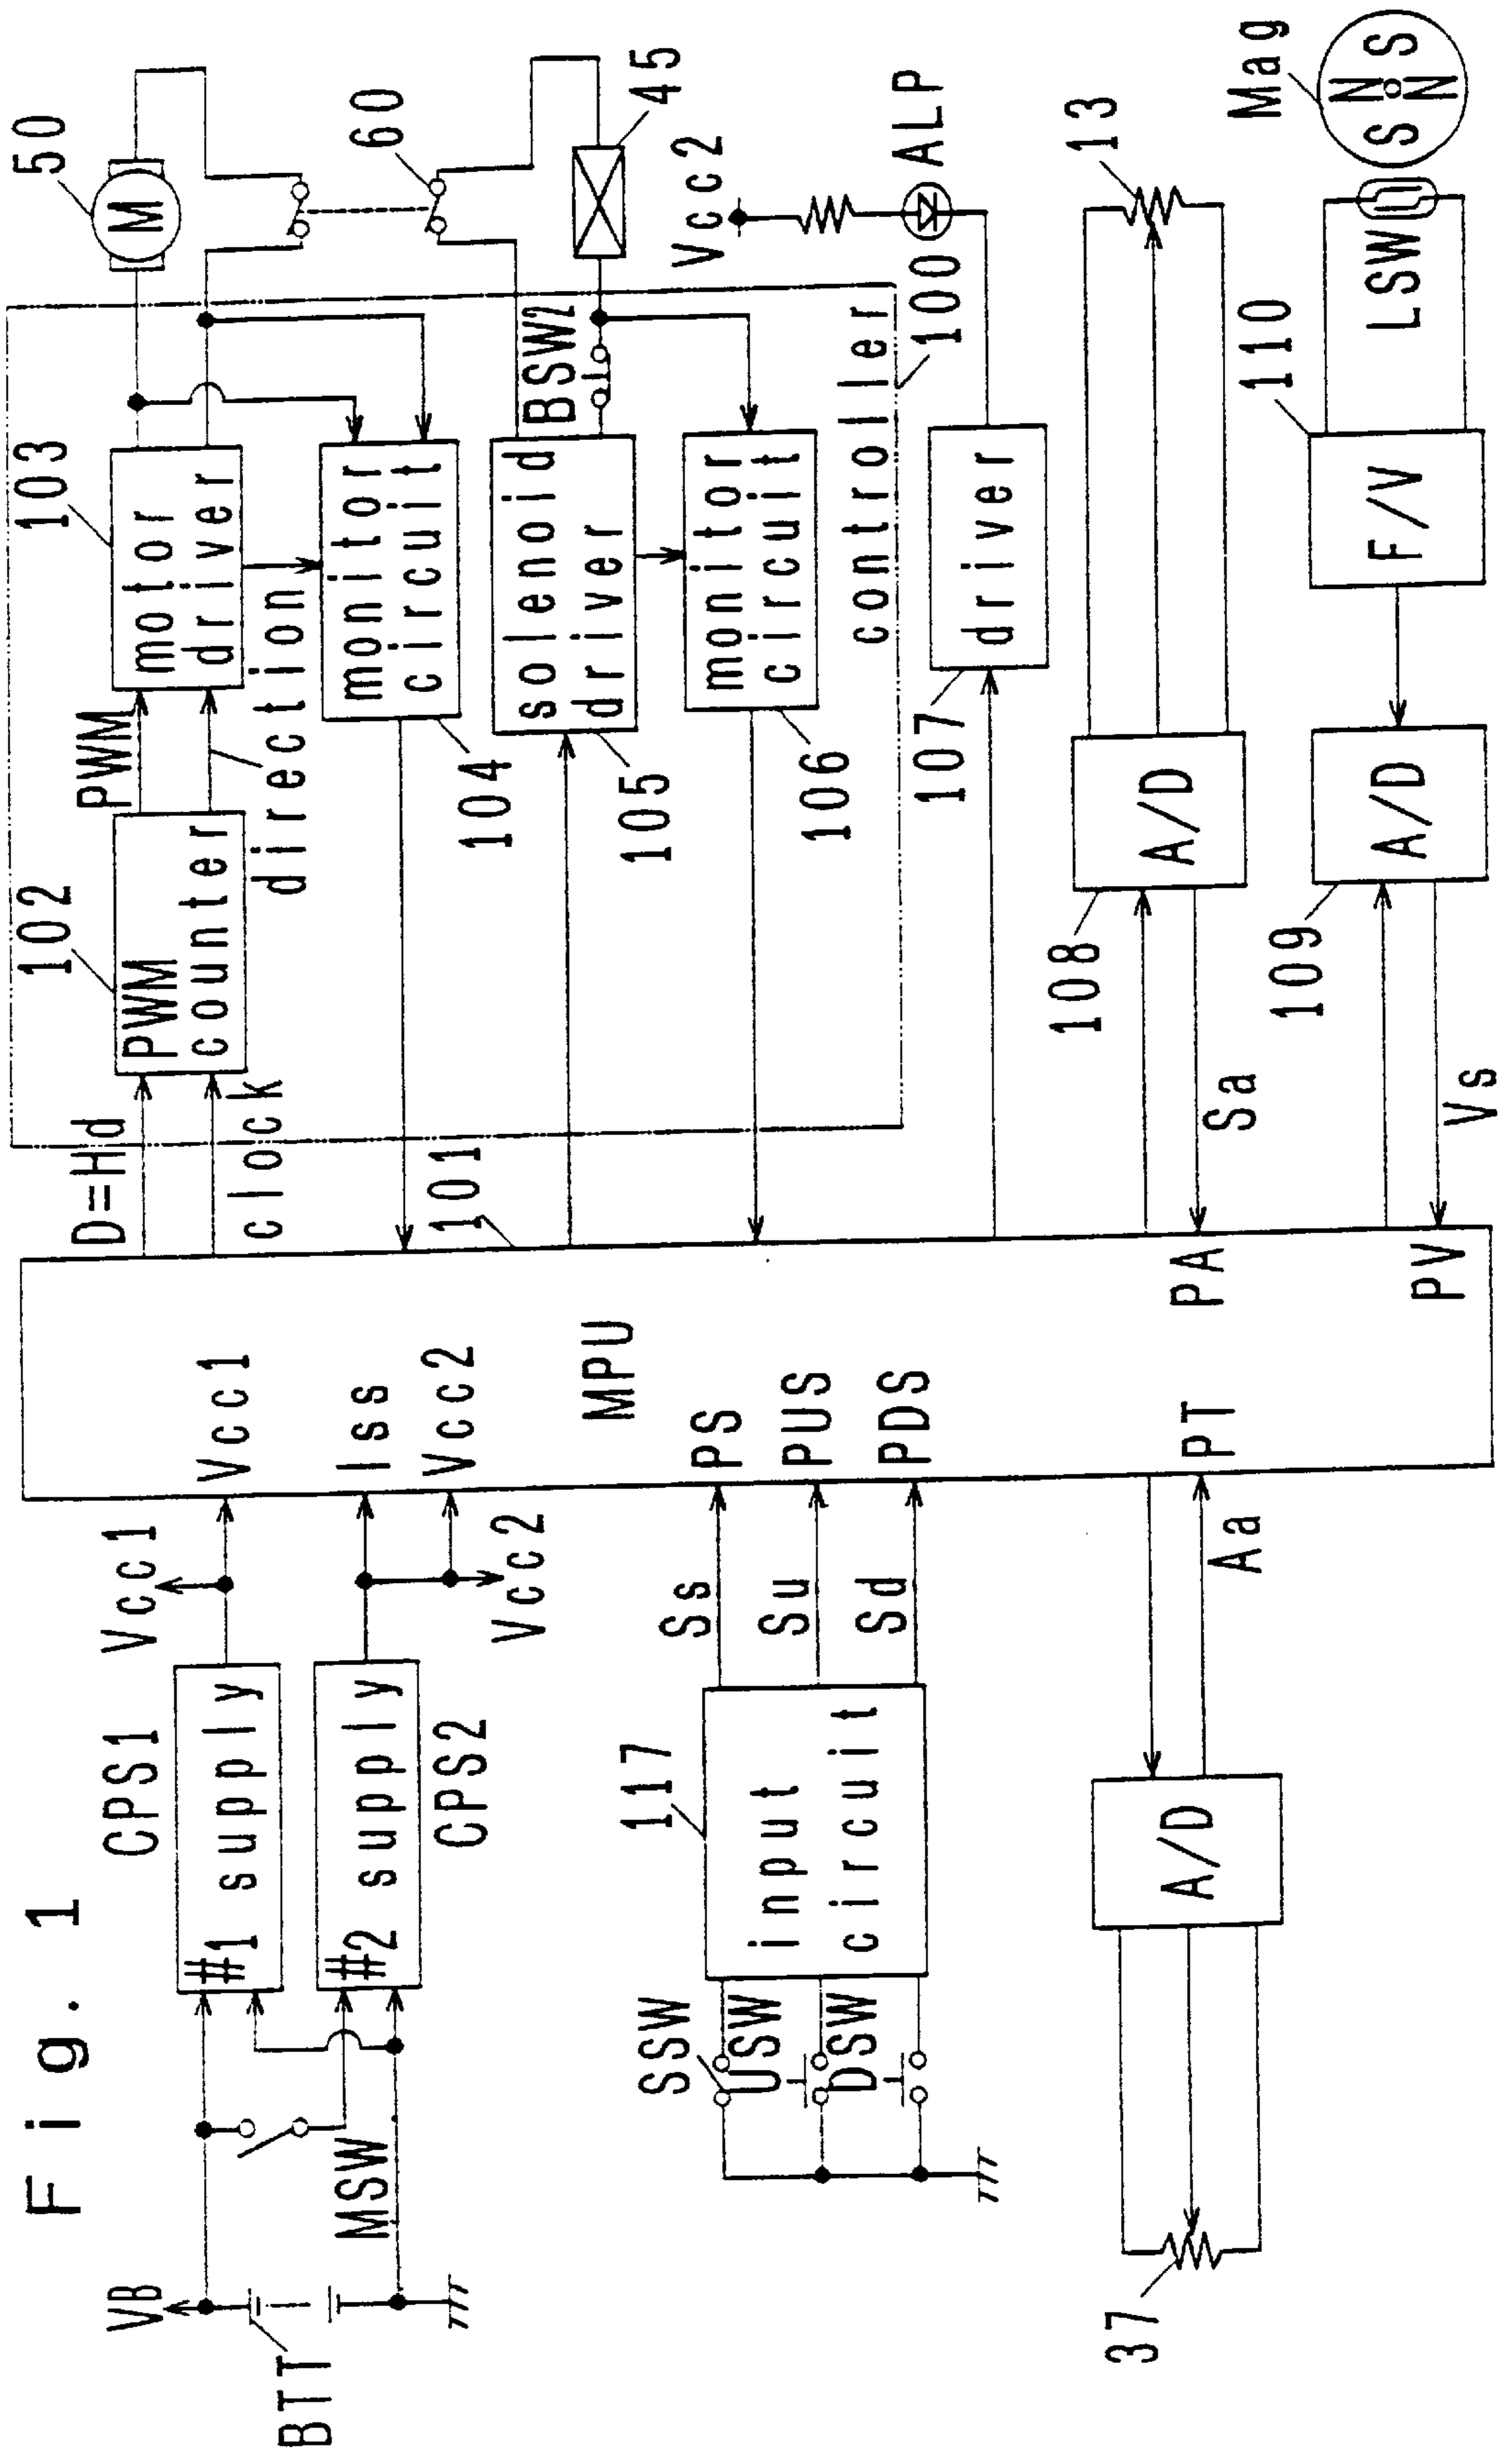 Fig. 1
VB
BTT
MSW
CPS1
#1 supply
Vcc1
#2 supply
CPS2
Vcc2
SSW
USW
DSW
117
input
circuit
Ss
Su
Sd
37
A/D
Aa
Vcc1
Iss
Vcc2
MPU
PS
PUS
PDS
PT
PA
PV
101
D=Hd
clock
102
PWM
counter
PWM
direction
103
motor
driver
monitor
circuit
104
solenoid
driver
105
monitor
circuit
106
BSW2
controller
100
50
M
60
45
Vcc2
ALP
107
driver
108
A/D
Sa
13
109
A/D
Vs
110
F/V
LSW
Mag
S
N
S
N